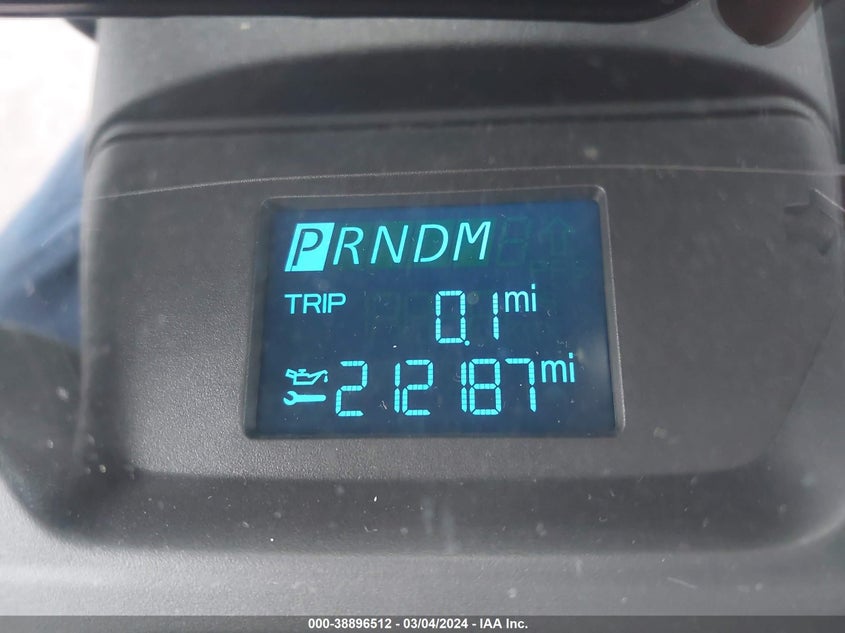 PRNDM
TRIP 0.1 mi
212187 mi
000-38896512 - 03/04/2024 - IAA Inc.